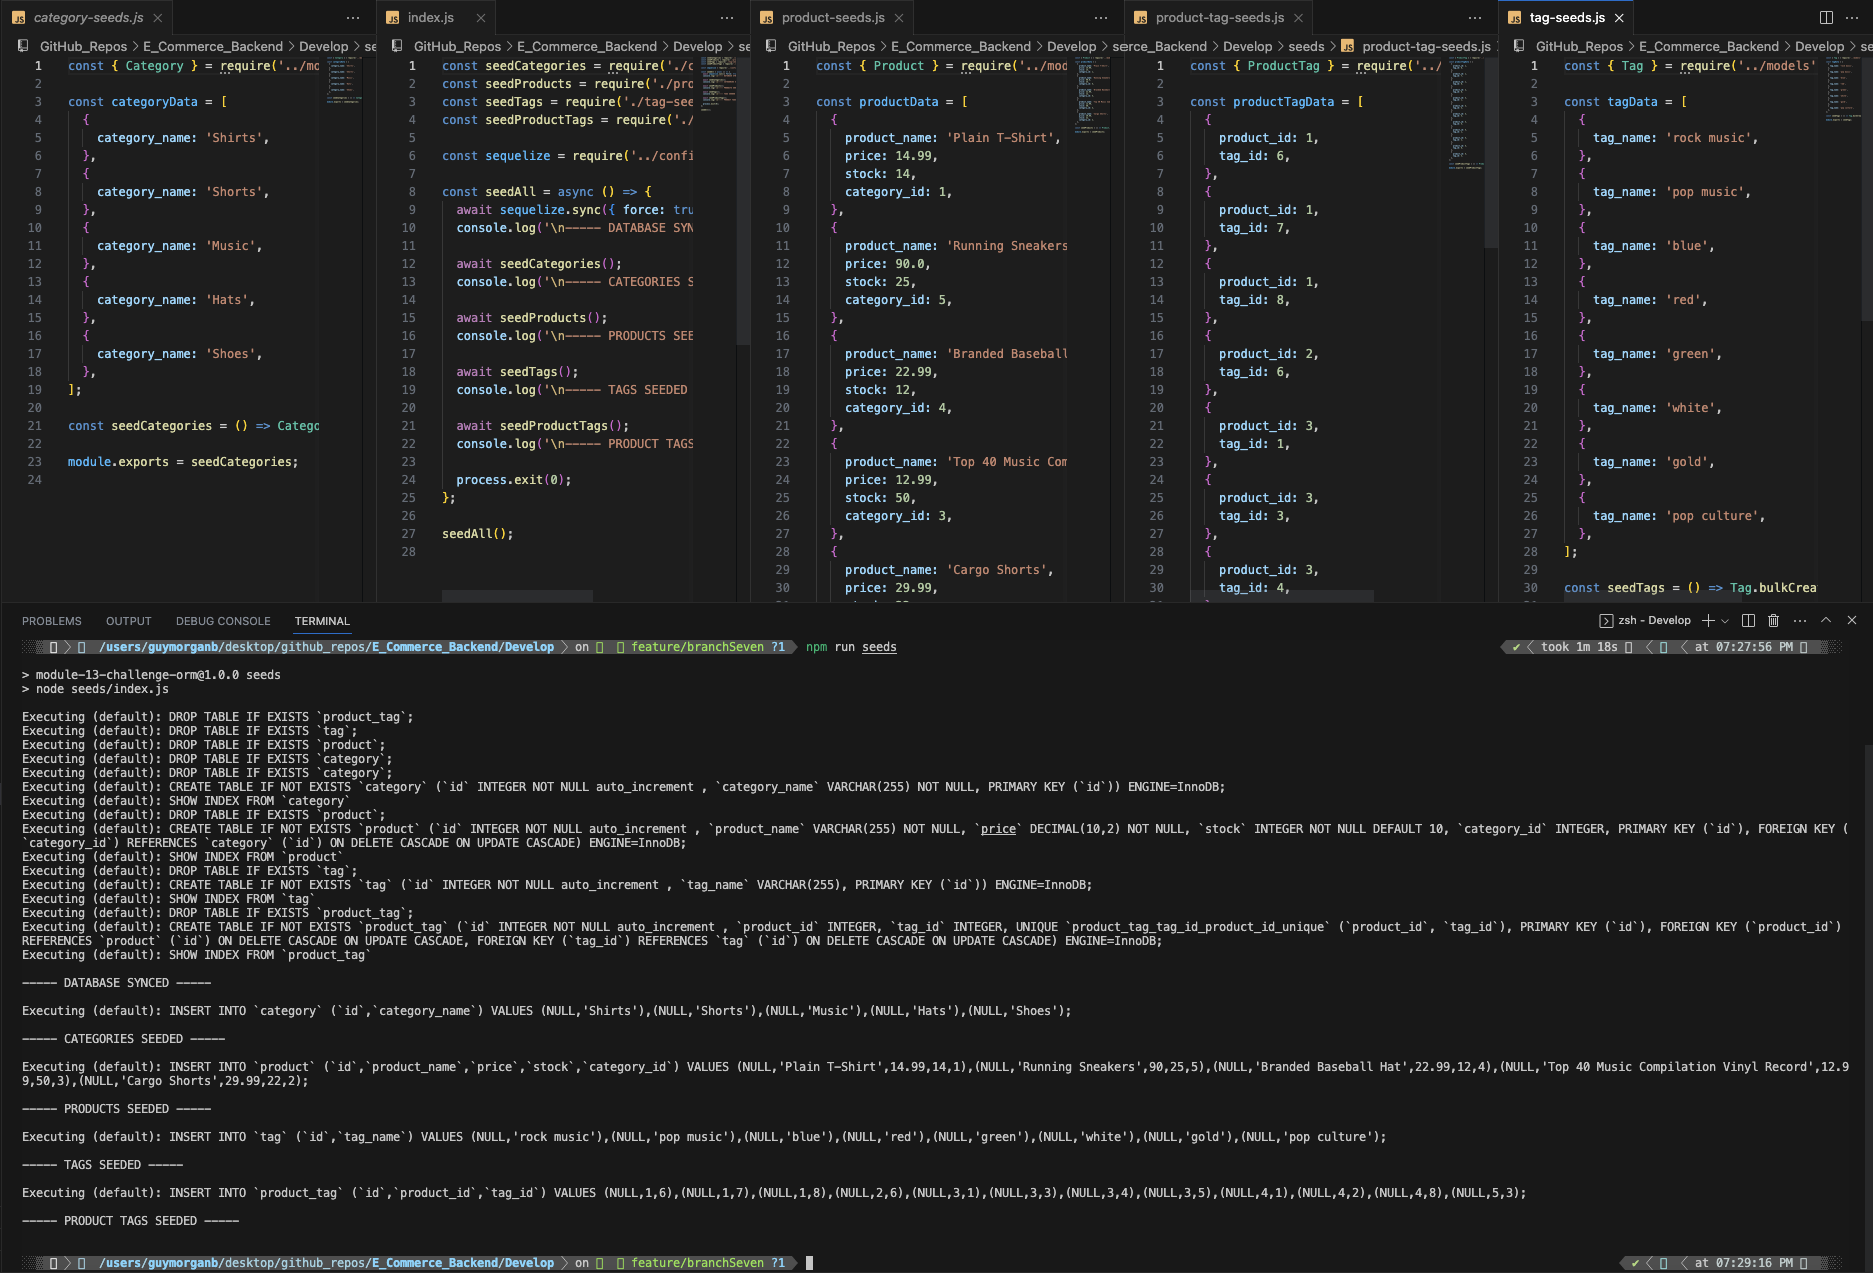 category-seeds.js
GitHub_Repos > E_Commerce_Backend > Develop > se
1 const { Category } = require('../mo
2
3 const categoryData = [
4 {
5 category_name: 'Shirts',
6 },
7 {
8 category_name: 'Shorts',
9 },
10 {
11 category_name: 'Music',
12 },
13 {
14 category_name: 'Hats',
15 },
16 {
17 category_name: 'Shoes',
18 },
19 ];
20
21 const seedCategories = () => Catego
22
23 module.exports = seedCategories;
24
index.js
GitHub_Repos > E_Commerce_Backend > Develop > se
1 const seedCategories = require('./c
2 const seedProducts = require('./pro
3 const seedTags = require('./tag-see
4 const seedProductTags = require('./
5
6 const sequelize = require('../confi
7
8 const seedAll = async () => {
9 await sequelize.sync({ force: tru
10 console.log('\n----- DATABASE SYN
11
12 await seedCategories();
13 console.log('\n----- CATEGORIES S
14
15 await seedProducts();
16 console.log('\n----- PRODUCTS SEE
17
18 await seedTags();
19 console.log('\n----- TAGS SEEDED
20
21 await seedProductTags();
22 console.log('\n----- PRODUCT TAGS
23
24 process.exit(0);
25 };
26
27 seedAll();
28
product-seeds.js
GitHub_Repos > E_Commerce_Backend > Develop > se
1 const { Product } = require('../mod
2
3 const productData = [
4 {
5 product_name: 'Plain T-Shirt',
6 price: 14.99,
7 stock: 14,
8 category_id: 1,
9 },
10 {
11 product_name: 'Running Sneakers
12 price: 90.0,
13 stock: 25,
14 category_id: 5,
15 },
16 {
17 product_name: 'Branded Baseball
18 price: 22.99,
19 stock: 12,
20 category_id: 4,
21 },
22 {
23 product_name: 'Top 40 Music Com
24 price: 12.99,
25 stock: 50,
26 category_id: 3,
27 },
28 {
29 product_name: 'Cargo Shorts',
30 price: 29.99,
product-tag-seeds.js
erce_Backend > Develop > seeds > JS product-tag-seeds.js
1 const { ProductTag } = require('../
2
3 const productTagData = [
4 {
5 product_id: 1,
6 tag_id: 6,
7 },
8 {
9 product_id: 1,
10 tag_id: 7,
11 },
12 {
13 product_id: 1,
14 tag_id: 8,
15 },
16 {
17 product_id: 2,
18 tag_id: 6,
19 },
20 {
21 product_id: 3,
22 tag_id: 1,
23 },
24 {
25 product_id: 3,
26 tag_id: 3,
27 },
28 {
29 product_id: 3,
30 tag_id: 4,
tag-seeds.js
GitHub_Repos > E_Commerce_Backend > Develop > se
1 const { Tag } = require('../models'
2
3 const tagData = [
4 {
5 tag_name: 'rock music',
6 },
7 {
8 tag_name: 'pop music',
9 },
10 {
11 tag_name: 'blue',
12 },
13 {
14 tag_name: 'red',
15 },
16 {
17 tag_name: 'green',
18 },
19 {
20 tag_name: 'white',
21 },
22 {
23 tag_name: 'gold',
24 },
25 {
26 tag_name: 'pop culture',
27 },
28 ];
29
30 const seedTags = () => Tag.bulkCrea
PROBLEMS OUTPUT DEBUG CONSOLE TERMINAL zsh - Develop
/users/guymorganb/desktop/github_repos/E_Commerce_Backend/Develop > on feature/branchSeven ?1 npm run seeds ✔ < took 1m 18s < < at 07:27:56 PM
> module-13-challenge-orm@1.0.0 seeds
> node seeds/index.js
Executing (default): DROP TABLE IF EXISTS `product_tag`;
Executing (default): DROP TABLE IF EXISTS `tag`;
Executing (default): DROP TABLE IF EXISTS `product`;
Executing (default): DROP TABLE IF EXISTS `category`;
Executing (default): DROP TABLE IF EXISTS `category`;
Executing (default): CREATE TABLE IF NOT EXISTS `category` (`id` INTEGER NOT NULL auto_increment , `category_name` VARCHAR(255) NOT NULL, PRIMARY KEY (`id`)) ENGINE=InnoDB;
Executing (default): SHOW INDEX FROM `category`
Executing (default): DROP TABLE IF EXISTS `product`;
Executing (default): CREATE TABLE IF NOT EXISTS `product` (`id` INTEGER NOT NULL auto_increment , `product_name` VARCHAR(255) NOT NULL, `price` DECIMAL(10,2) NOT NULL, `stock` INTEGER NOT NULL DEFAULT 10, `category_id` INTEGER, PRIMARY KEY (`id`), FOREIGN KEY (
`category_id`) REFERENCES `category` (`id`) ON DELETE CASCADE ON UPDATE CASCADE) ENGINE=InnoDB;
Executing (default): SHOW INDEX FROM `product`
Executing (default): DROP TABLE IF EXISTS `tag`;
Executing (default): CREATE TABLE IF NOT EXISTS `tag` (`id` INTEGER NOT NULL auto_increment , `tag_name` VARCHAR(255), PRIMARY KEY (`id`)) ENGINE=InnoDB;
Executing (default): SHOW INDEX FROM `tag`
Executing (default): DROP TABLE IF EXISTS `product_tag`;
Executing (default): CREATE TABLE IF NOT EXISTS `product_tag` (`id` INTEGER NOT NULL auto_increment , `product_id` INTEGER, `tag_id` INTEGER, UNIQUE `product_tag_tag_id_product_id_unique` (`product_id`, `tag_id`), PRIMARY KEY (`id`), FOREIGN KEY (`product_id`)
REFERENCES `product` (`id`) ON DELETE CASCADE ON UPDATE CASCADE, FOREIGN KEY (`tag_id`) REFERENCES `tag` (`id`) ON DELETE CASCADE ON UPDATE CASCADE) ENGINE=InnoDB;
Executing (default): SHOW INDEX FROM `product_tag`
----- DATABASE SYNCED -----
Executing (default): INSERT INTO `category` (`id`,`category_name`) VALUES (NULL,'Shirts'),(NULL,'Shorts'),(NULL,'Music'),(NULL,'Hats'),(NULL,'Shoes');
----- CATEGORIES SEEDED -----
Executing (default): INSERT INTO `product` (`id`,`product_name`,`price`,`stock`,`category_id`) VALUES (NULL,'Plain T-Shirt',14.99,14,1),(NULL,'Running Sneakers',90,25,5),(NULL,'Branded Baseball Hat',22.99,12,4),(NULL,'Top 40 Music Compilation Vinyl Record',12.9
9,50,3),(NULL,'Cargo Shorts',29.99,22,2);
----- PRODUCTS SEEDED -----
Executing (default): INSERT INTO `tag` (`id`,`tag_name`) VALUES (NULL,'rock music'),(NULL,'pop music'),(NULL,'blue'),(NULL,'red'),(NULL,'green'),(NULL,'white'),(NULL,'gold'),(NULL,'pop culture');
----- TAGS SEEDED -----
Executing (default): INSERT INTO `product_tag` (`id`,`product_id`,`tag_id`) VALUES (NULL,1,6),(NULL,1,7),(NULL,1,8),(NULL,2,6),(NULL,3,1),(NULL,3,3),(NULL,3,4),(NULL,3,5),(NULL,4,1),(NULL,4,2),(NULL,4,8),(NULL,5,3);
----- PRODUCT TAGS SEEDED -----
/users/guymorganb/desktop/github_repos/E_Commerce_Backend/Develop > on feature/branchSeven ?1 ✔ < < at 07:29:16 PM